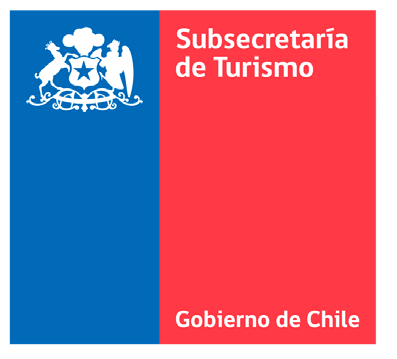 Subsecretaría
de Turismo
Gobierno de Chile